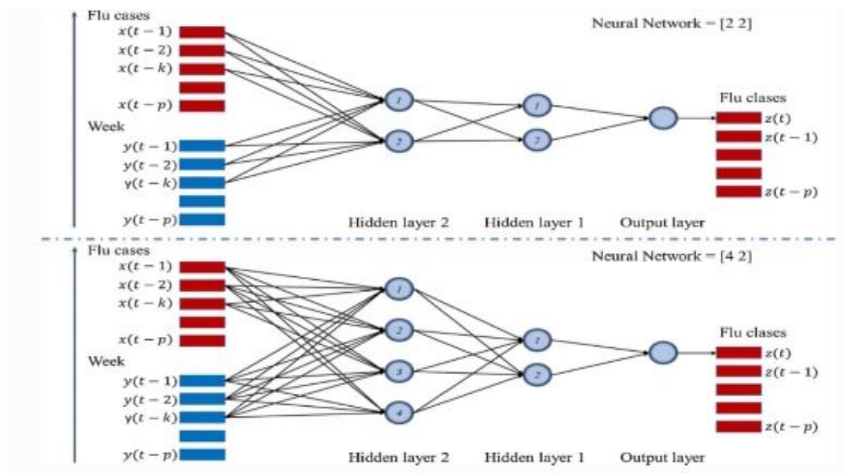 Flu cases
Neural Network = [2 2]
x(t − 1)
x(t − 2)
x(t − k)
x(t − p)
Week
y(t − 1)
y(t − 2)
y(t − k)
y(t − p)
1
2
1
2
Flu clases
z(t)
z(t − 1)
z(t − p)
Hidden layer 2
Hidden layer 1
Output layer
Flu cases
Neural Network = [4 2]
x(t − 1)
x(t − 2)
x(t − k)
x(t − p)
Week
y(t − 1)
y(t − 2)
y(t − k)
y(t − p)
1
2
3
4
1
2
Flu clases
z(t)
z(t − 1)
z(t − p)
Hidden layer 2
Hidden layer 1
Output layer